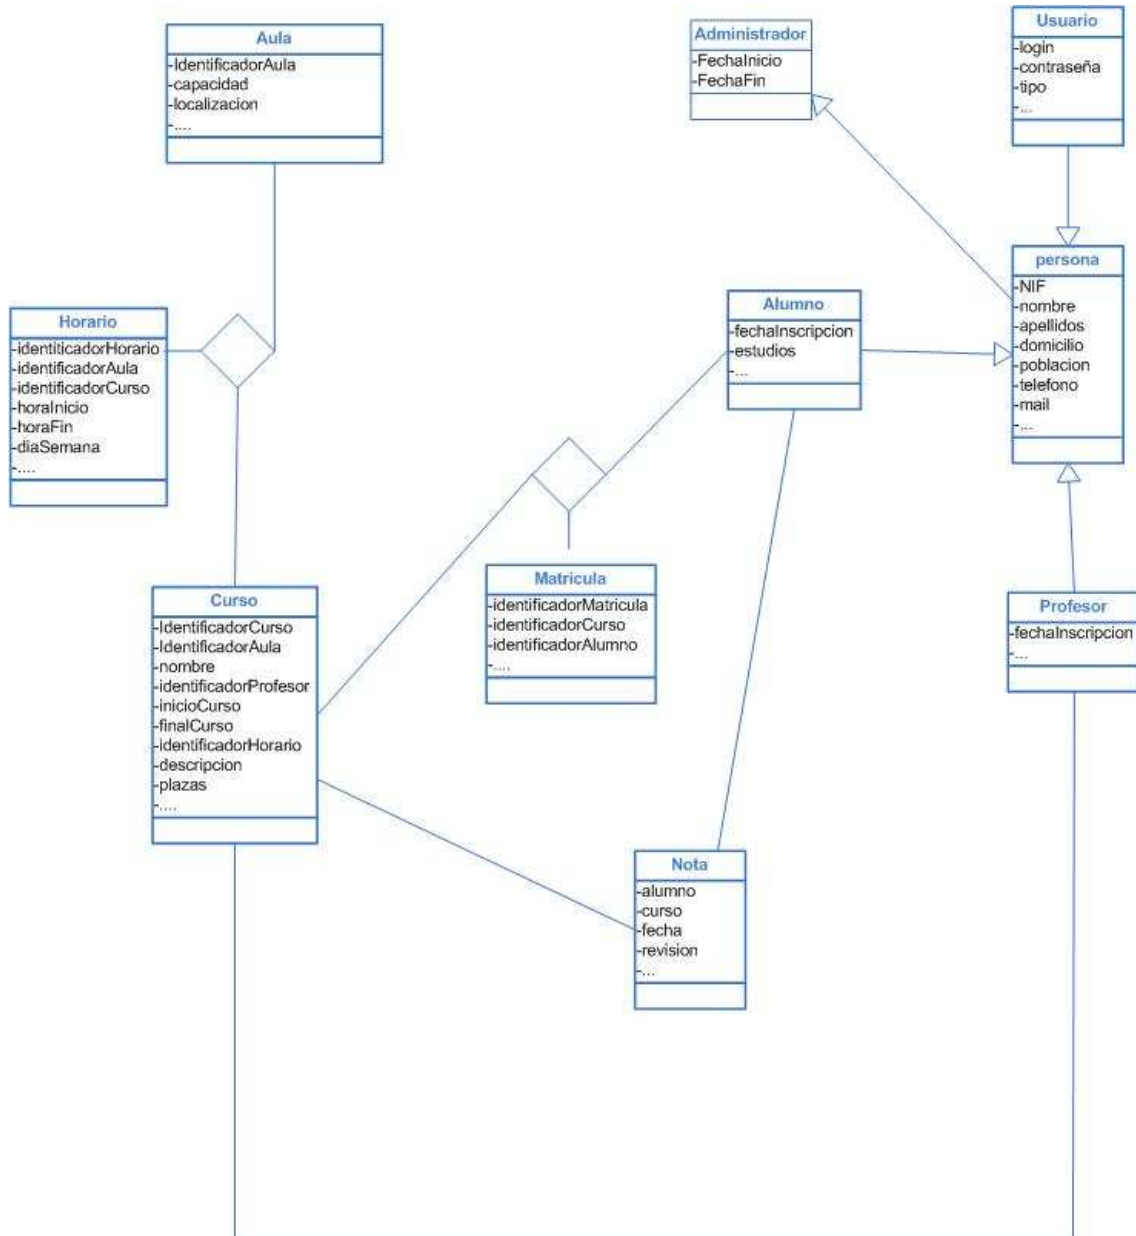 Aula
-IdentificadorAula
-capacidad
-localizacion
-....
Administrador
-FechaInicio
-FechaFin
Usuario
-login
-contraseña
-tipo
-...
persona
-NIF
-nombre
-apellidos
-domicilio
-poblacion
-telefono
-mail
-...
Horario
-identiticadorHorario
-identificadorAula
-identificadorCurso
-horaInicio
-horaFin
-diaSemana
-....
Alumno
-fechaInscripcion
-estudios
-...
Matricula
-identificadorMatricula
-identificadorCurso
-identificadorAlumno
-....
Curso
-IdentificadorCurso
-IdentificadorAula
-nombre
-identificadorProfesor
-inicioCurso
-finalCurso
-identificadorHorario
-descripcion
-plazas
-....
Profesor
-fechaInscripcion
-...
Nota
-alumno
-curso
-fecha
-revision
-...